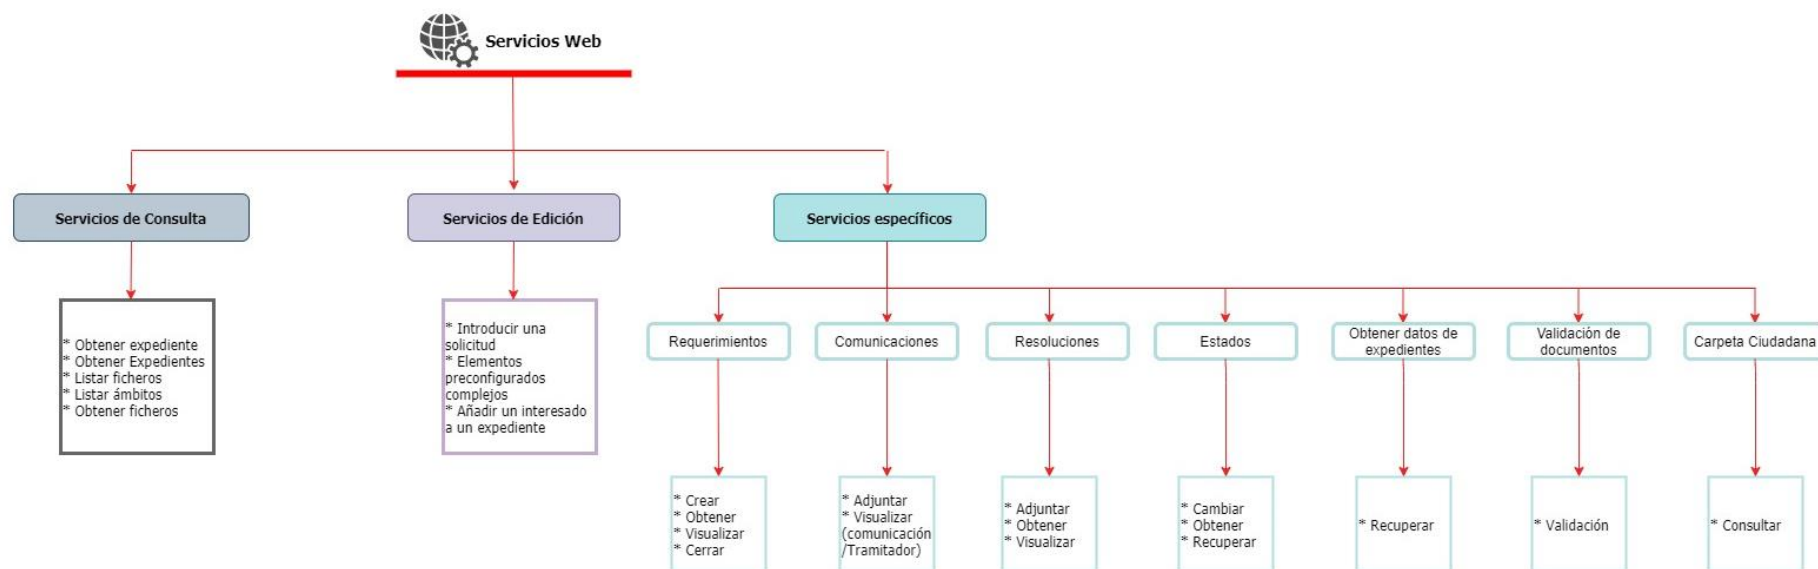 Servicios Web
Servicios de Consulta
Servicios de Edición
Servicios específicos
* Obtener expediente
* Obtener Expedientes
* Listar ficheros
* Listar ámbitos
* Obtener ficheros
* Introducir una
solicitud
* Elementos
preconfigurados
complejos
* Añadir un interesado
a un expediente
Requerimientos
Comunicaciones
Resoluciones
Estados
Obtener datos de
expedientes
Validación de
documentos
Carpeta Ciudadana
* Crear
* Obtener
* Visualizar
* Cerrar
* Adjuntar
* Visualizar
(comunicación
/Tramitador)
* Adjuntar
* Obtener
* Visualizar
* Cambiar
* Obtener
* Recuperar
* Recuperar
* Validación
* Consultar